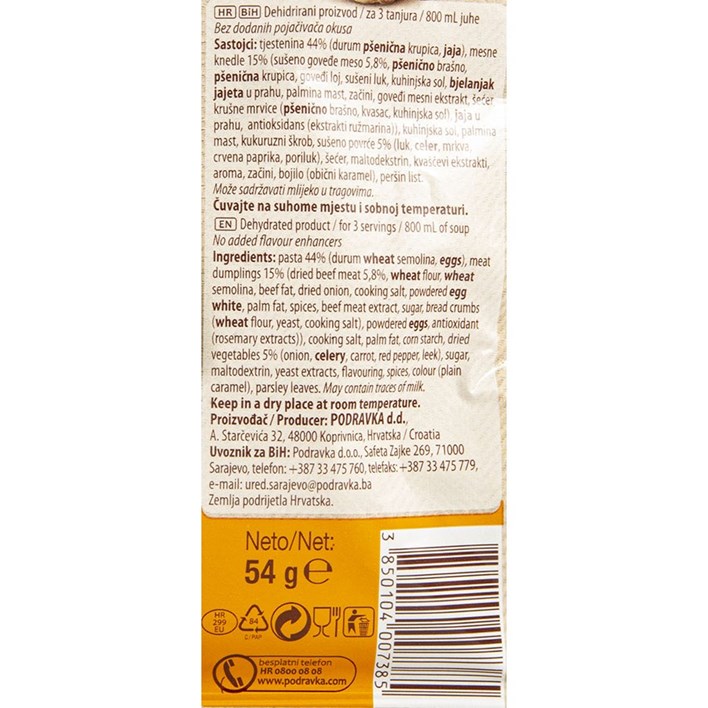 HR BiH Dehidrirani proizvod / za 3 tanjura / 800 mL juhe
Bez dodanih pojačivača okusa
Sastojci: tjestenina 44% (durum pšenična krupica, jaja), mesne
knedle 15% (sušeno goveđe meso 5,8%, pšenično brašno,
pšenična krupica, goveđi loj, sušeni luk, kuhinjska sol, bjelanjak
jajeta u prahu, palmina mast, začini, goveđi mesni ekstrakt, šećer,
krušne mrvice (pšenično brašno, kvasac, kuhinjska sol), jaja u
prahu, antioksidans (ekstrakti ružmarina)), kuhinjska sol, palmina
mast, kukuruzni škrob, sušeno povrće 5% (luk, celer, mrkva,
crvena paprika, poriluk), šećer, maltodekstrin, kvaščevi ekstrakti,
aroma, začini, bojilo (obični karamel), peršin list.
Može sadržavati mlijeko u tragovima.
Čuvajte na suhome mjestu i sobnoj temperaturi.
EN Dehydrated product / for 3 servings / 800 mL of soup
No added flavour enhancers
Ingredients: pasta 44% (durum wheat semolina, eggs), meat
dumplings 15% (dried beef meat 5,8%, wheat flour, wheat
semolina, beef fat, dried onion, cooking salt, powdered egg
white, palm fat, spices, beef meat extract, sugar, bread crumbs
(wheat flour, yeast, cooking salt), powdered eggs, antioxidant
(rosemary extracts)), cooking salt, palm fat, corn starch, dried
vegetables 5% (onion, celery, carrot, red pepper, leek), sugar,
maltodextrin, yeast extracts, flavouring, spices, colour (plain
caramel), parsley leaves. May contain traces of milk.
Keep in a dry place at room temperature.
Proizvođač / Producer: PODRAVKA d.d.,
A. Starčevića 32, 48000 Koprivnica, Hrvatska / Croatia
Uvoznik za BiH: Podravka d.o.o., Safeta Zajke 269, 71000
Sarajevo, telefon: +387 33 475 760, telefaks: +387 33 475 779,
e-mail: ured.sarajevo@podravka.ba
Zemlja podrijetla Hrvatska.
Neto/Net:
54 g e
HR
299
EU
84
C/PAP
3 850104 007385
besplatni telefon
HR 0800 08 08
www.podravka.com